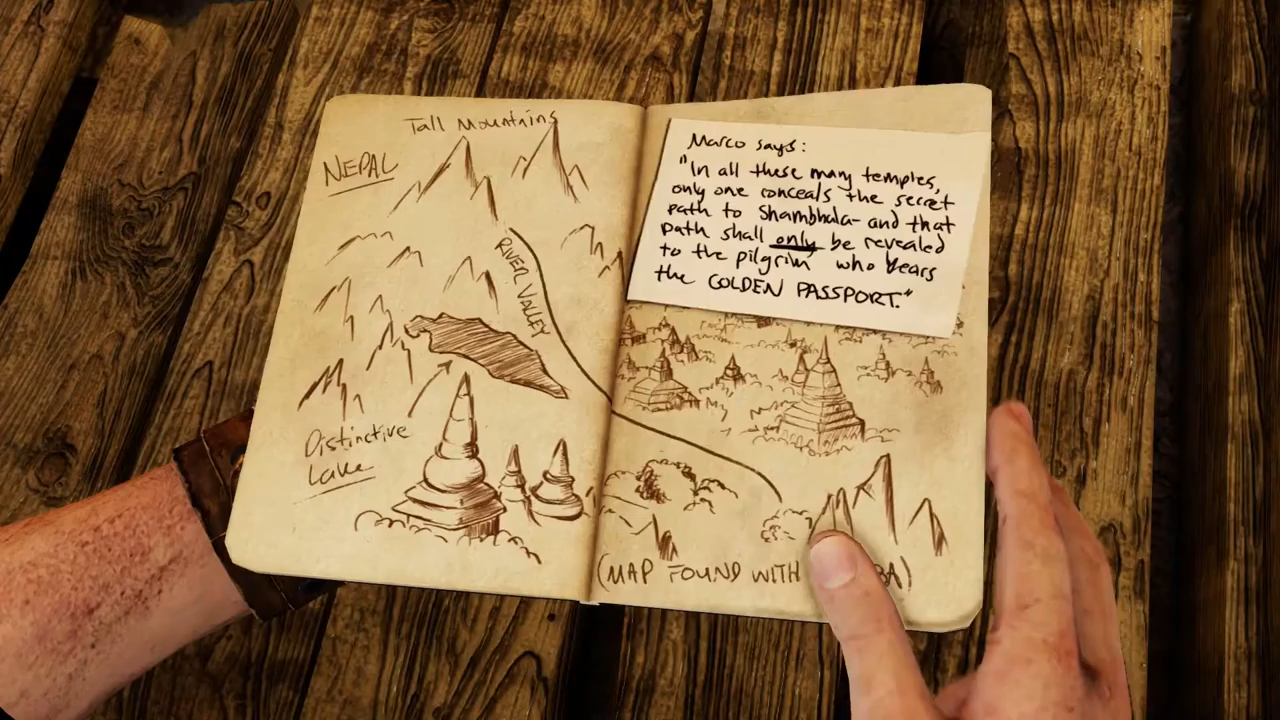 Tall Mountains
NEPAL
RIVER VALLEY
Distinctive
Lake
Marco says:
"In all these many temples,
only one conceals the secret
path to Shambhala- and that
path shall only be revealed
to the pilgrim who bears
the GOLDEN PASSPORT."
(MAP FOUND WITH